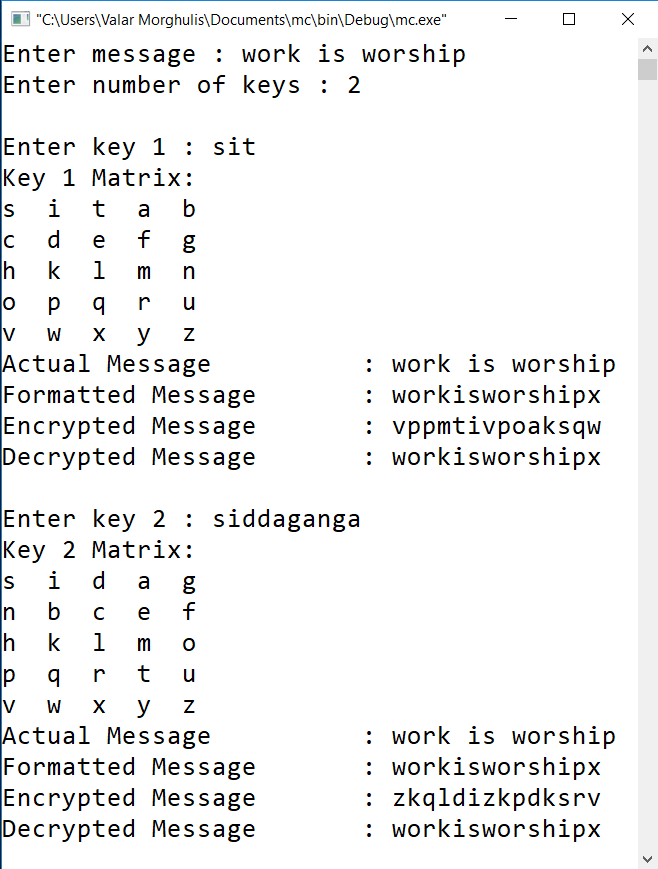 "C:\Users\Valar Morghulis\Documents\mc\bin\Debug\mc.exe"
Enter message : work is worship
Enter number of keys : 2
Enter key 1 : sit
Key 1 Matrix:
s i t a b
c d e f g
h k l m n
o p q r u
v w x y z
Actual Message : work is worship
Formatted Message : workisworshipx
Encrypted Message : vppmtivpoaksqw
Decrypted Message : workisworshipx
Enter key 2 : siddaganga
Key 2 Matrix:
s i d a g
n b c e f
h k l m o
p q r t u
v w x y z
Actual Message : work is worship
Formatted Message : workisworshipx
Encrypted Message : zkqldizkpdksrv
Decrypted Message : workisworshipx